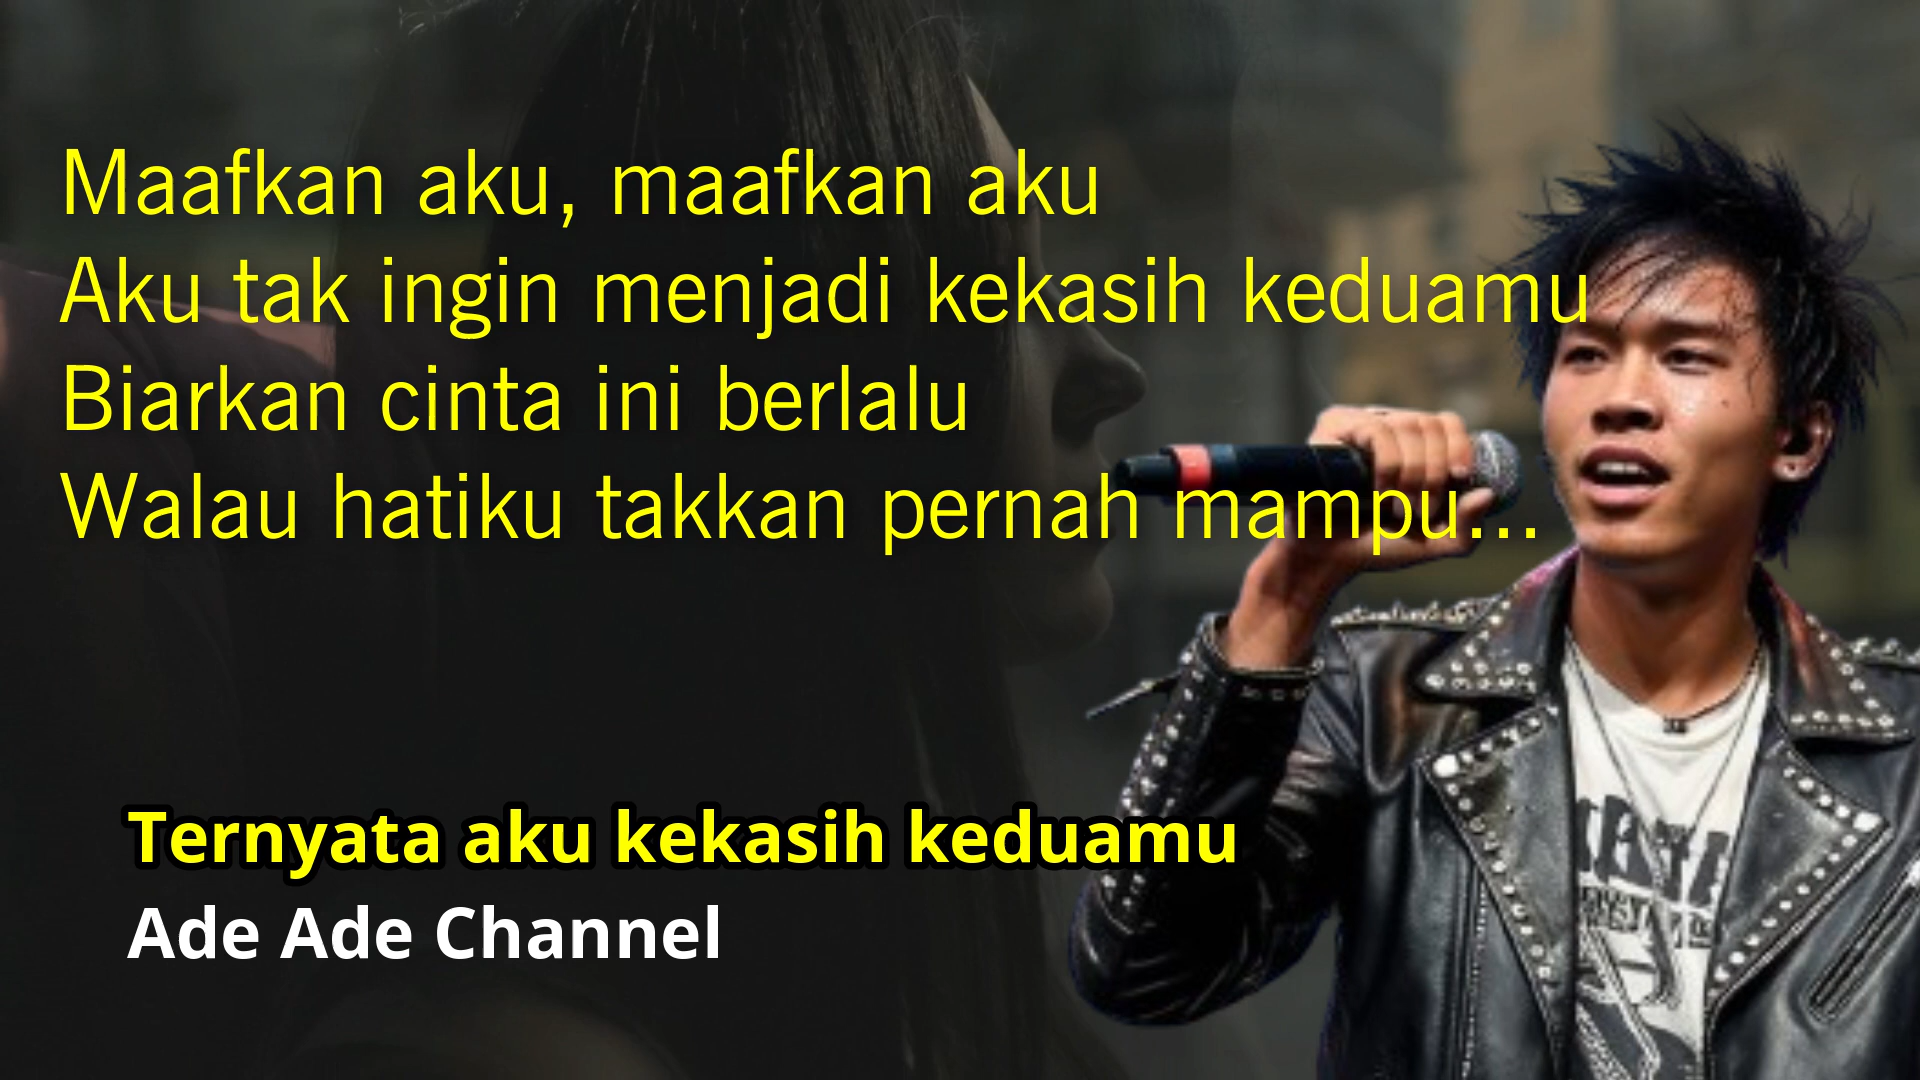 Maafkan aku, maafkan aku
Aku tak ingin menjadi kekasih keduamu
Biarkan cinta ini berlalu
Walau hatiku takkan pernah mampu...
Ternyata aku kekasih keduamu
Ade Ade Channel